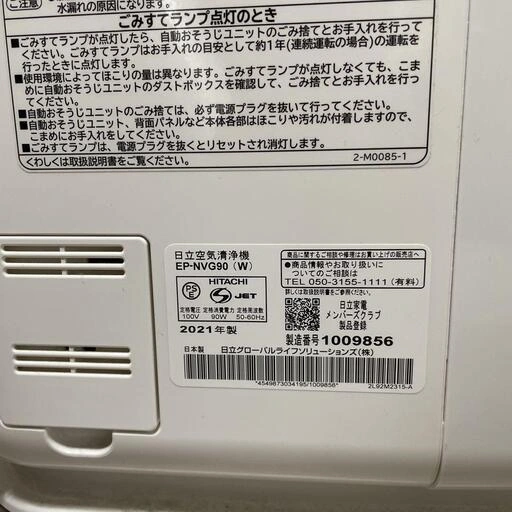 ご注意
水漏れの原因になります。
ごみすてランプ点灯のとき
■ごみすてランプが点灯したら、自動おそうじユニットのごみ捨てとお手入れを行って
ください。ごみすてランプはお手入れの目安として約1年(連続運転の場合)の運転を
行ったときに点灯します。
■使用環境によってほこりの量は異なります。ごみすてランプが点灯しなくても、こま
めに自動おそうじユニットのダストボックスを確認して、ごみ捨てとお手入れを行っ
てください。
■自動おそうじユニットのごみ捨ては、必ず電源プラグを抜いて行ってください。
■自動おそうじユニット、背面パネルなど本体各部はほこりや汚れが付着しますので、
こまめにお手入れをしてください。
■ごみすてランプは、電源プラグを抜くとリセットされ消灯します。
くわしくは取扱説明書をご覧ください。
2-M0085-1
日立空気清浄機
EP-NVG90 (W)
PSE
HITACHI
S JET
定格電圧 定格消費電力 定格周波数
100V 90W 50-60Hz
2021年製
日本製 日立グローバルライフソリューションズ(株)
*4549873034195/1009856*
商品に関するご相談や修理はお買い上げの販売店へ
●商品情報やお取り扱いに
ついてのご相談は
TEL 050-3155-1111 (有料)
日立家電
メンバーズクラブ
製品登録
製造番号 1009856
2L92M2315-A